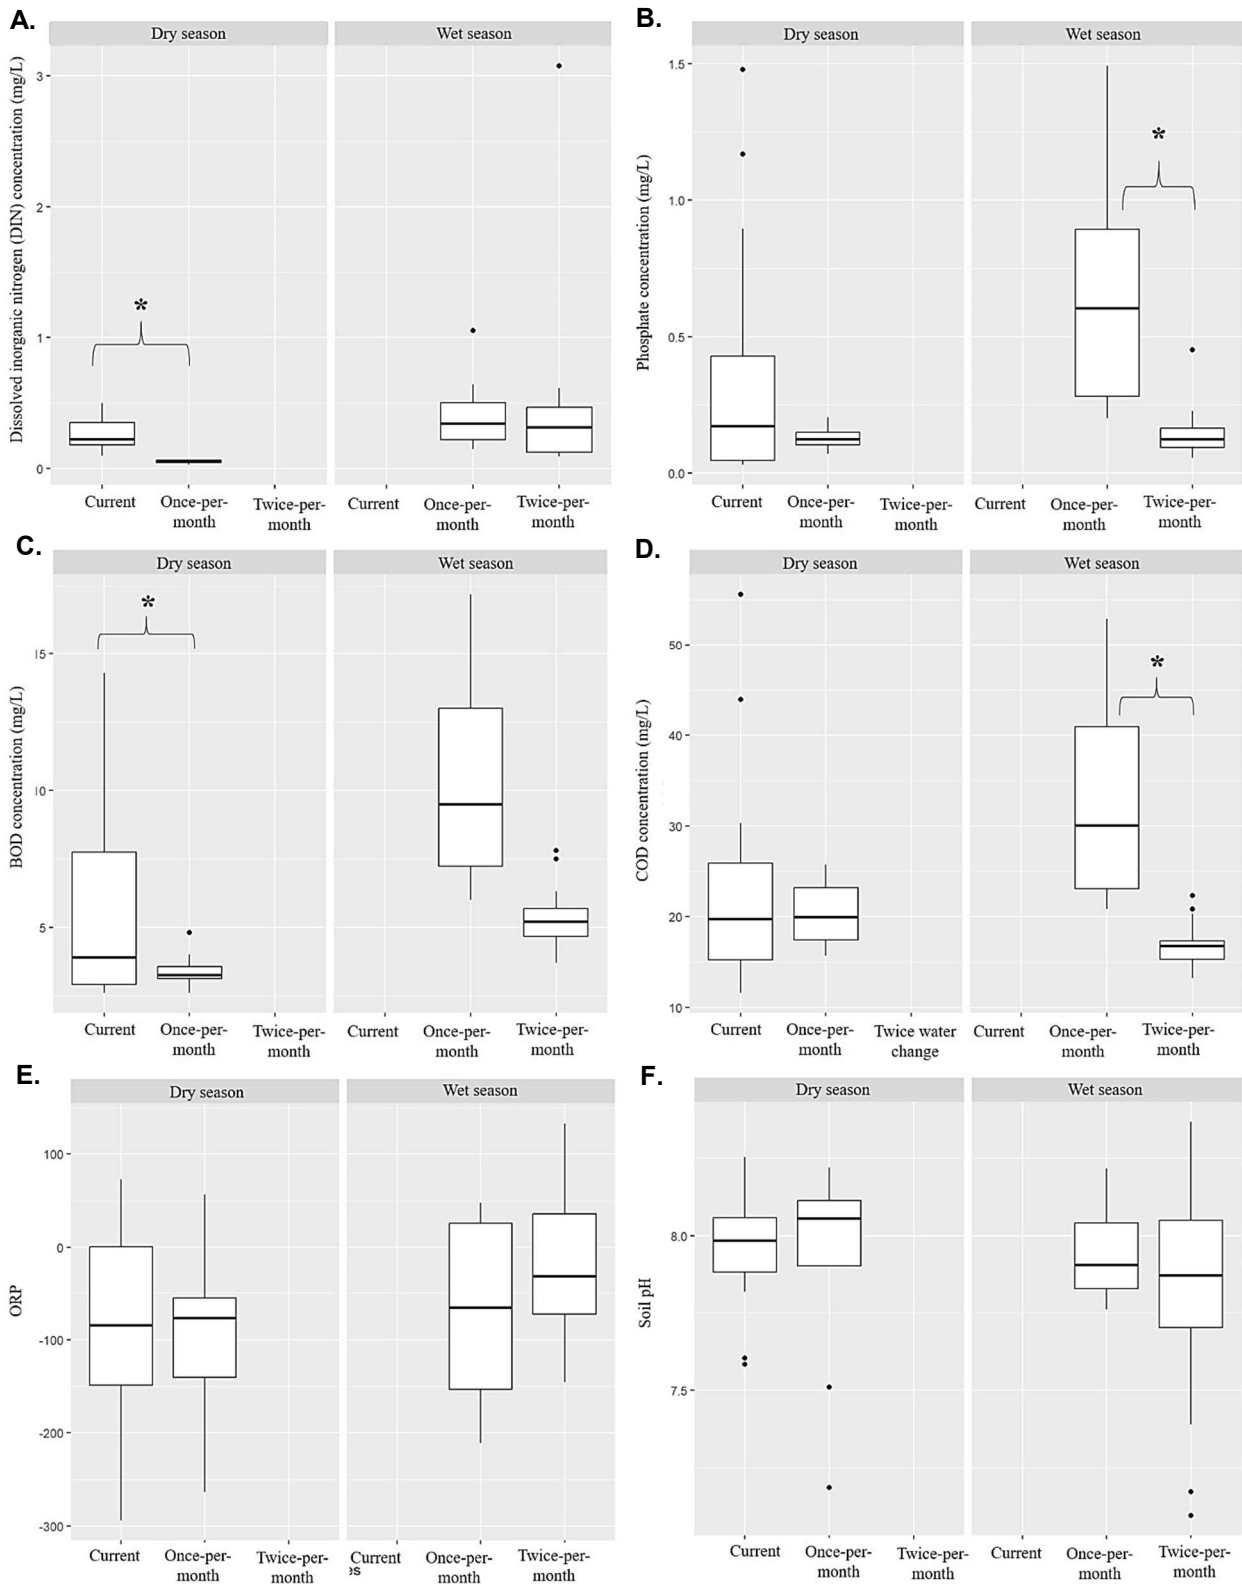 A.
Dry season
Wet season
Dissolved inorganic nitrogen (DIN) concentration (mg/L)
3
2
1
0
*
Current
Once-per-
month
Twice-per-
month
Current
Once-per-
month
Twice-per-
month
B.
Dry season
Wet season
Phosphate concentration (mg/L)
1.5
1.0
0.5
0.0
*
Current
Once-per-
month
Twice-per-
month
Current
Once-per-
month
Twice-per-
month
C.
Dry season
Wet season
BOD concentration (mg/L)
15
10
5
*
Current
Once-per-
month
Twice-per-
month
Current
Once-per-
month
Twice-per-
month
D.
Dry season
Wet season
COD concentration (mg/L)
50
40
30
20
10
*
Current
Once-per-
month
Twice water
change
Current
Once-per-
month
Twice-per-
month
E.
Dry season
Wet season
ORP
100
0
-100
-200
-300
Current
Once-per-
month
Twice-per-
month
Current
es
Once-per-
month
Twice-per-
month
F.
Dry season
Wet season
Soil pH
8.0
7.5
Current
Once-per-
month
Twice-per-
month
Current
Once-per-
month
Twice-per-
month